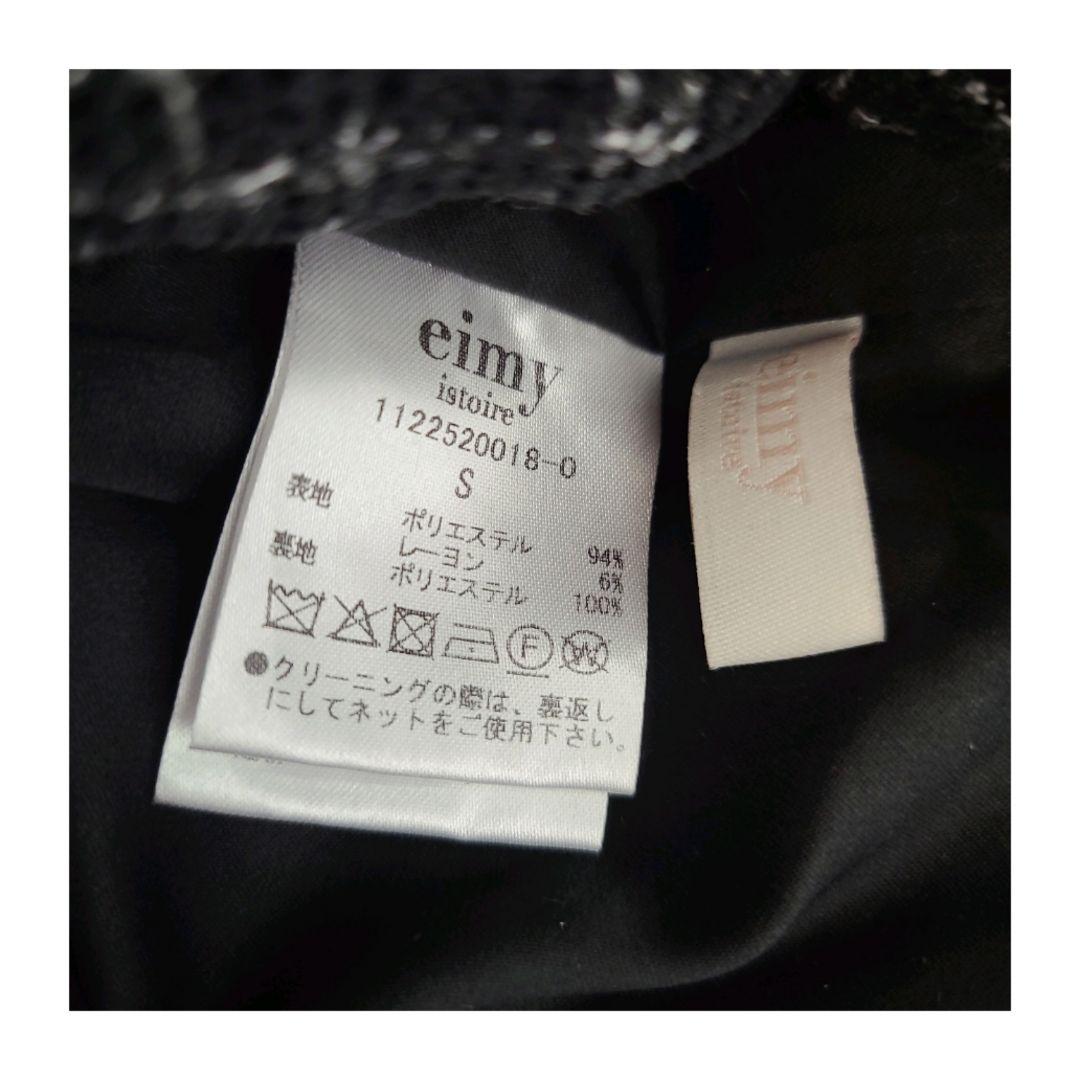 eimy
istoire
1122520018-0
S
表地 ポリエステル 94%
レーヨン 6%
裏地 ポリエステル 100%
F
W
●クリーニングの際は、裏返し
にしてネットをご使用下さい。
eimy
istoire